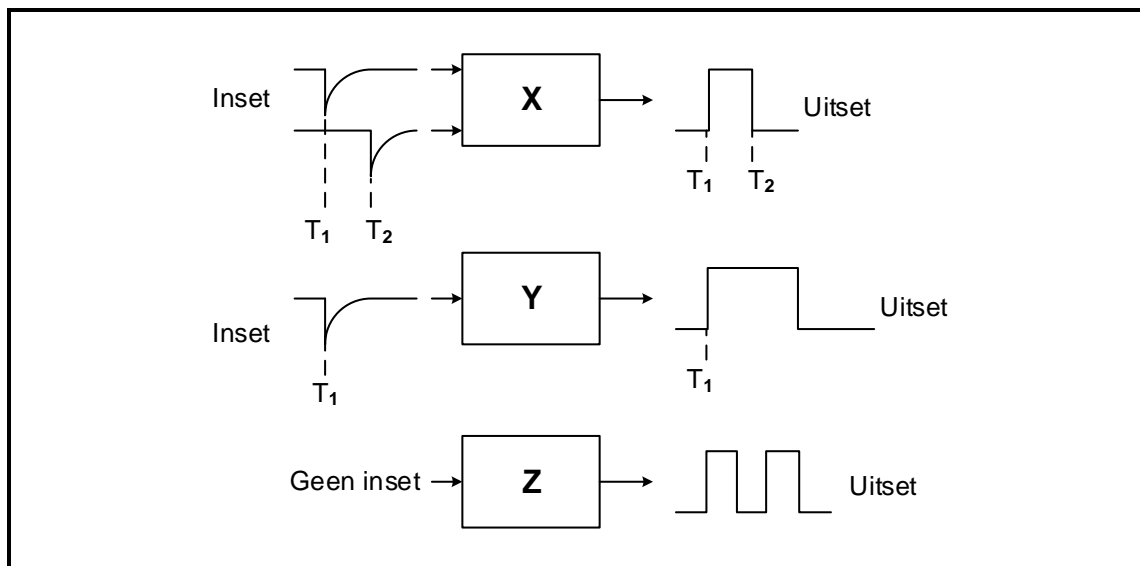 Inset
X
Uitset
T1 T2
T1 T2
Inset
Y
Uitset
T1
T1
Geen inset
Z
Uitset